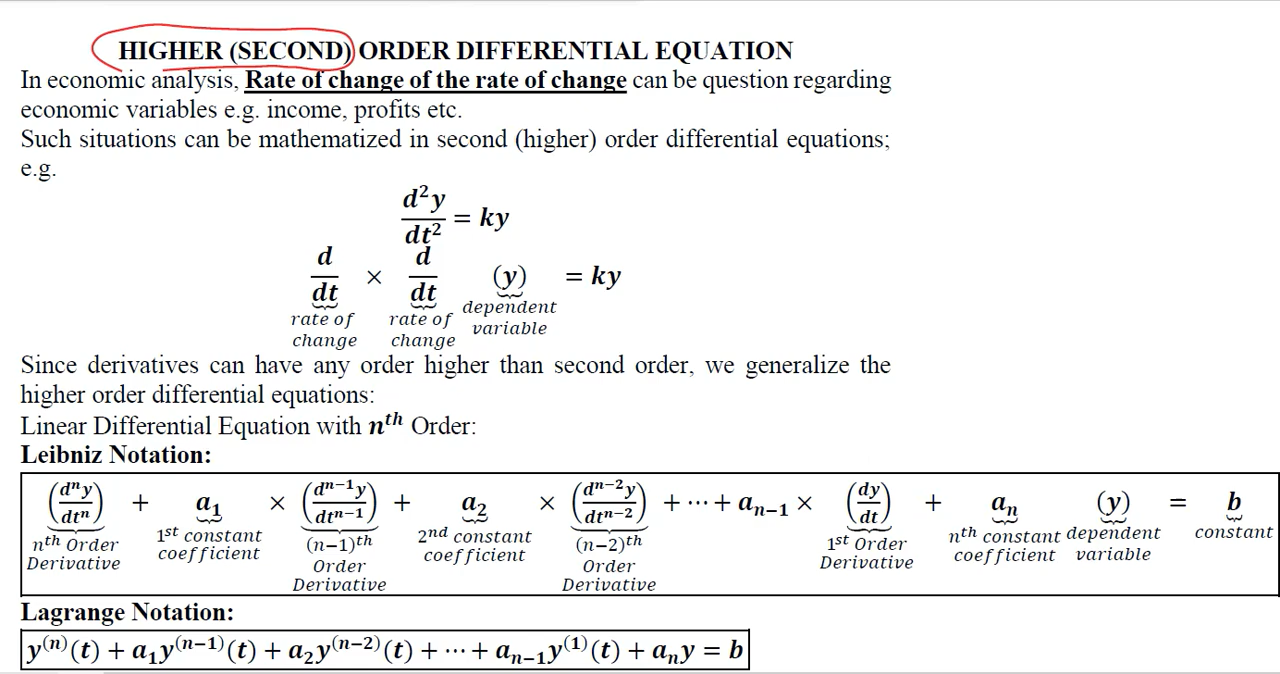 HIGHER (SECOND) ORDER DIFFERENTIAL EQUATION
In economic analysis, Rate of change of the rate of change can be question regarding
economic variables e.g. income, profits etc.
Such situations can be mathematized in second (higher) order differential equations;
e.g.
d²y/dt² = ky
d/dt × d/dt (y) = ky
rate of change rate of change dependent variable
Since derivatives can have any order higher than second order, we generalize the
higher order differential equations:
Linear Differential Equation with nᵗʰ Order:
Leibniz Notation:
(dⁿy/dtⁿ) + a₁ × (dⁿ⁻¹y/dtⁿ⁻¹) + a₂ × (dⁿ⁻²y/dtⁿ⁻²) + ⋯ + aₙ₋₁ × (dy/dt) + aₙ (y) = b
nᵗʰ Order Derivative 1ˢᵗ constant coefficient (n−1)ᵗʰ Order Derivative 2ⁿᵈ constant coefficient (n−2)ᵗʰ Order Derivative 1ˢᵗ Order Derivative nᵗʰ constant coefficient dependent variable constant
Lagrange Notation:
y⁽ⁿ⁾(t) + a₁y⁽ⁿ⁻¹⁾(t) + a₂y⁽ⁿ⁻²⁾(t) + ⋯ + aₙ₋₁y⁽¹⁾(t) + aₙy = b